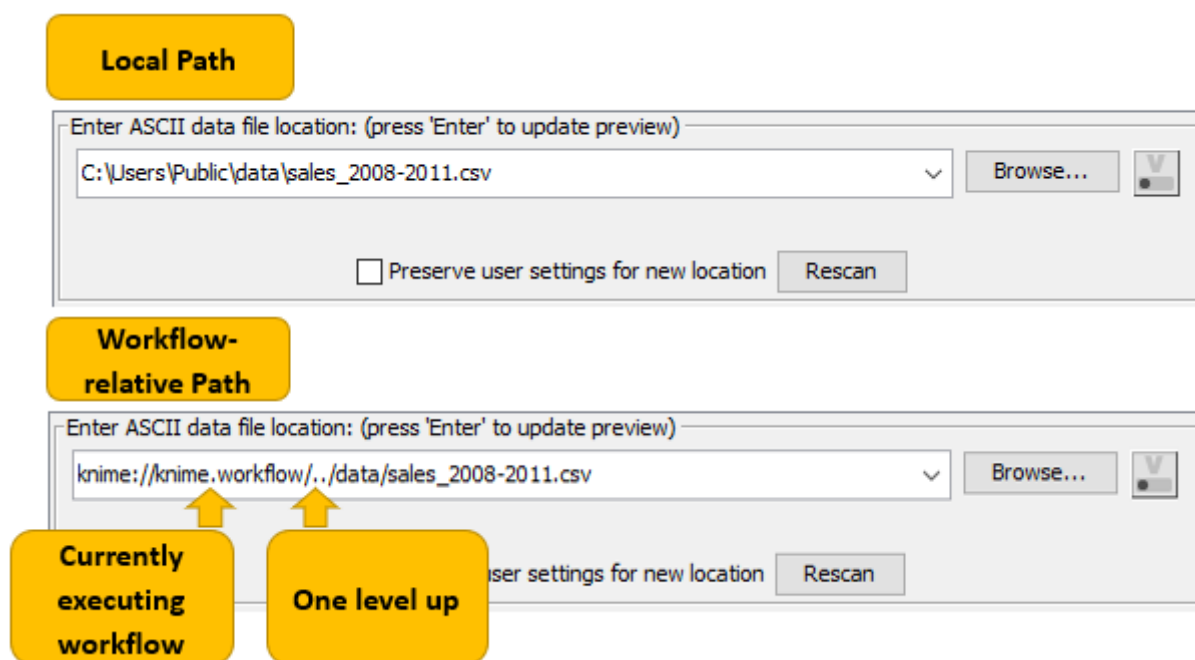 Local Path
Enter ASCII data file location: (press 'Enter' to update preview)
C:\Users\Public\data\sales_2008-2011.csv
Browse...
V
Preserve user settings for new location
Rescan
Workflow-
relative Path
Enter ASCII data file location: (press 'Enter' to update preview)
knime://knime.workflow/../data/sales_2008-2011.csv
Browse...
V
Currently
executing
workflow
One level up
user settings for new location
Rescan